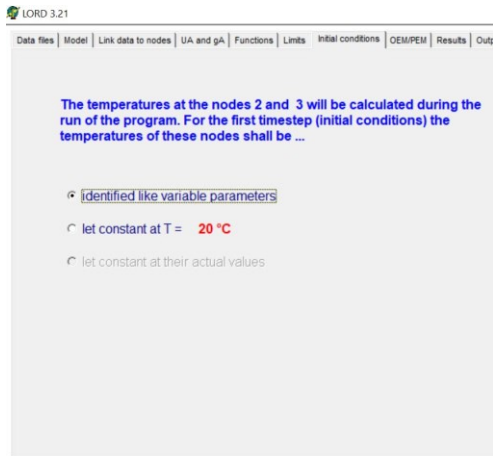 LORD 3.21
Data files Model Link data to nodes UA and gA Functions Limits Initial conditions OEM/PEM Results Outp
The temperatures at the nodes 2 and 3 will be calculated during the
run of the program. For the first timestep (initial conditions) the
temperatures of these nodes shall be ...
identified like variable parameters
let constant at T = 20 °C
let constant at their actual values